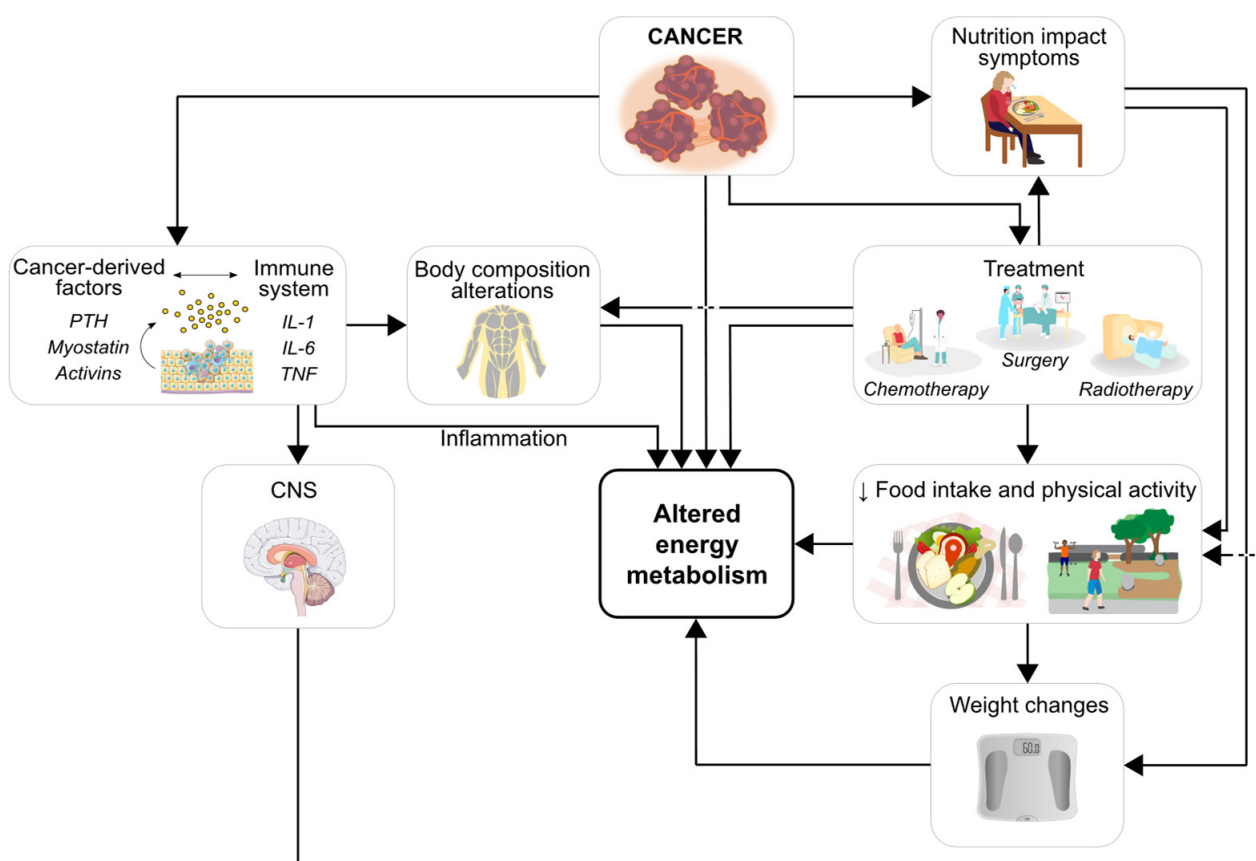 CANCER
Nutrition impact
symptoms
Cancer-derived
factors
PTH
Myostatin
Activins
Immune
system
IL-1
IL-6
TNF
Body composition
alterations
Treatment
Chemotherapy
Surgery
Radiotherapy
Inflammation
CNS
Altered
energy
metabolism
↓ Food intake and physical activity
Weight changes
60.0